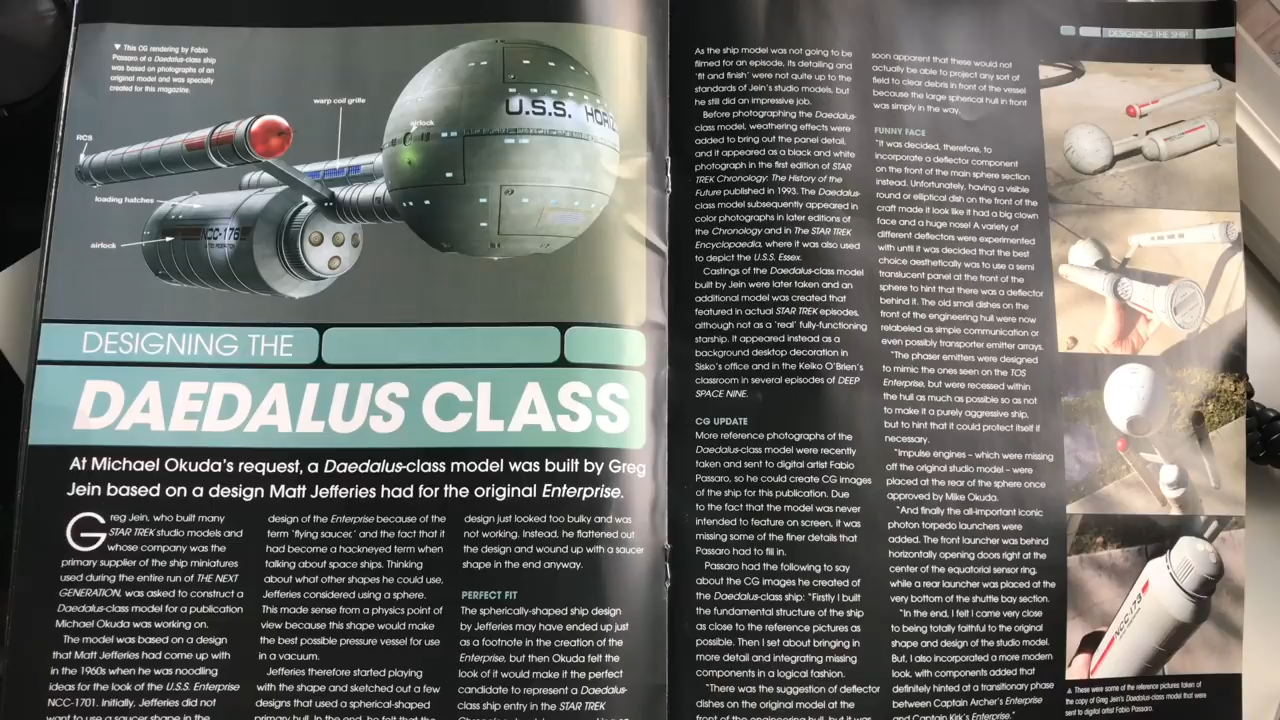 ▼ This CG rendering by Fabio
Passaro of a Daedalus-class ship
was based on photographs of an
original model and was specially
created for this magazine.
warp coil grille
RCS
airlock
U.S.S. HORIZ
loading hatches
NCC-176
airlock
DESIGNING THE
DAEDALUS CLASS
At Michael Okuda's request, a Daedalus-class model was built by Greg
Jein based on a design Matt Jefferies had for the original Enterprise.
Greg Jein, who built many
STAR TREK studio models and
whose company was the
primary supplier of the ship miniatures
used during the entire run of THE NEXT
GENERATION, was asked to construct a
Daedalus-class model for a publication
Michael Okuda was working on.
The model was based on a design
that Matt Jefferies had come up with
in the 1960s when he was noodling
ideas for the look of the U.S.S. Enterprise
NCC-1701. Initially, Jefferies did not
want to use a saucer shape in the
design of the Enterprise because of the
term 'flying saucer,' and the fact that it
had become a hackneyed term when
talking about space ships. Thinking
about what other shapes he could use,
Jefferies considered using a sphere.
This made sense from a physics point of
view because this shape would make
the best possible pressure vessel for use
in a vacuum.
Jefferies therefore started playing
with the shape and sketched out a few
designs that used a spherical-shaped
primary hull. In the end, he felt that the
design just looked too bulky and was
not working. Instead, he flattened out
the design and wound up with a saucer
shape in the end anyway.
PERFECT FIT
The spherically-shaped ship design
by Jefferies may have ended up just
as a footnote in the creation of the
Enterprise, but then Okuda felt the
look of it would make it the perfect
candidate to represent a Daedalus-
class ship entry in the STAR TREK
As the ship model was not going to be
filmed for an episode, its detailing and
'fit and finish' were not quite up to the
standards of Jein's studio models, but
he still did an impressive job.
Before photographing the Daedalus-
class model, weathering effects were
added to bring out the panel detail,
and it appeared as a black and white
photograph in the first edition of STAR
TREK Chronology: The History of the
Future published in 1993. The Daedalus-
class model subsequently appeared in
color photographs in later editions of
the Chronology and in The STAR TREK
Encyclopaedia, where it was also used
to depict the U.S.S. Essex.
Castings of the Daedalus-class model
built by Jein were later taken and an
additional model was created that
featured in actual STAR TREK episodes,
although not as a 'real' fully-functioning
starship. It appeared instead as a
background desktop decoration in
Sisko's office and in the Keiko O'Brien's
classroom in several episodes of DEEP
SPACE NINE.
CG UPDATE
More reference photographs of the
Daedalus-class model were recently
taken and sent to digital artist Fabio
Passaro, so he could create CG images
of the ship for this publication. Due
to the fact that the model was never
intended to feature on screen, it was
missing some of the finer details that
Passaro had to fill in.
Passaro had the following to say
about the CG images he created of
the Daedalus-class ship: "Firstly I built
the fundamental structure of the ship
as close to the reference pictures as
possible. Then I set about bringing in
more detail and integrating missing
components in a logical fashion.
"There was the suggestion of deflector
dishes on the original model at the
front of the engineering hull, but it was
DESIGNING THE SHIP
soon apparent that these would not
actually be able to project any sort of
field to clear debris in front of the vessel
because the large spherical hull in front
was simply in the way.
FUNNY FACE
"It was decided, therefore, to
incorporate a deflector component
on the front of the main sphere section
instead. Unfortunately, having a visible
round or elliptical dish on the front of the
craft made it look like it had a big clown
face and a huge nose! A variety of
different deflectors were experimented
with until it was decided that the best
choice aesthetically was to use a semi
translucent panel at the front of the
sphere to hint that there was a deflector
behind it. The old small dishes on the
front of the engineering hull were now
relabeled as simple communication or
even possibly transporter emitter arrays.
"The phaser emitters were designed
to mimic the ones seen on the TOS
Enterprise, but were recessed within
the hull as much as possible so as not
to make it a purely aggressive ship,
but to hint that it could protect itself if
necessary.
"Impulse engines – which were missing
off the original studio model – were
placed at the rear of the sphere once
approved by Mike Okuda.
"And finally the all-important iconic
photon torpedo launchers were
added. The front launcher was behind
horizontally opening doors right at the
center of the equatorial sensor ring,
while a rear launcher was placed at the
very bottom of the shuttle bay section.
"In the end, I felt I came very close
to being totally faithful to the original
shape and design of the studio model.
But, I also incorporated a more modern
look, with components added that
definitely hinted at a transitionary phase
between Captain Archer's Enterprise
and Captain Kirk's Enterprise."
NCC-173
▲ These were some of the reference pictures taken of
the copy of Greg Jein's Daedalus model that were
sent to digital artist Fabio Passaro.